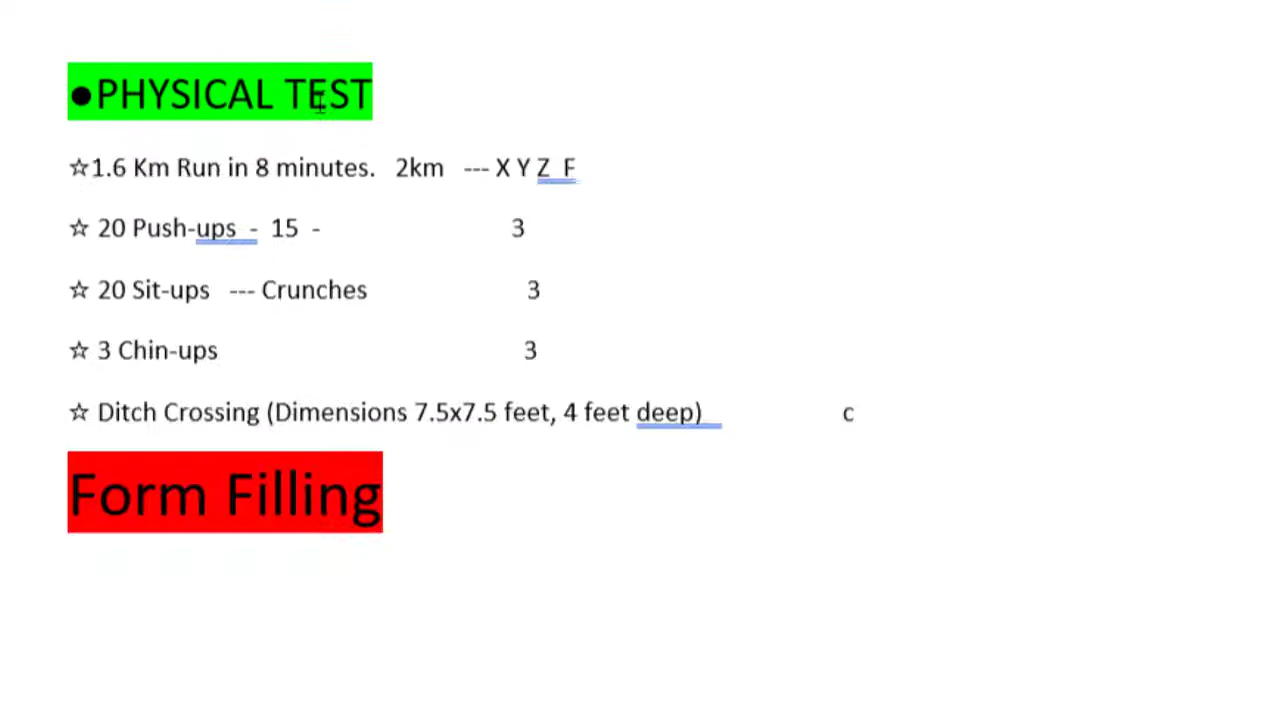 ●PHYSICAL TEST
☆1.6 Km Run in 8 minutes. 2km --- X Y Z F
☆ 20 Push-ups - 15 - 3
☆ 20 Sit-ups --- Crunches 3
☆ 3 Chin-ups 3
☆ Ditch Crossing (Dimensions 7.5x7.5 feet, 4 feet deep) c
Form Filling